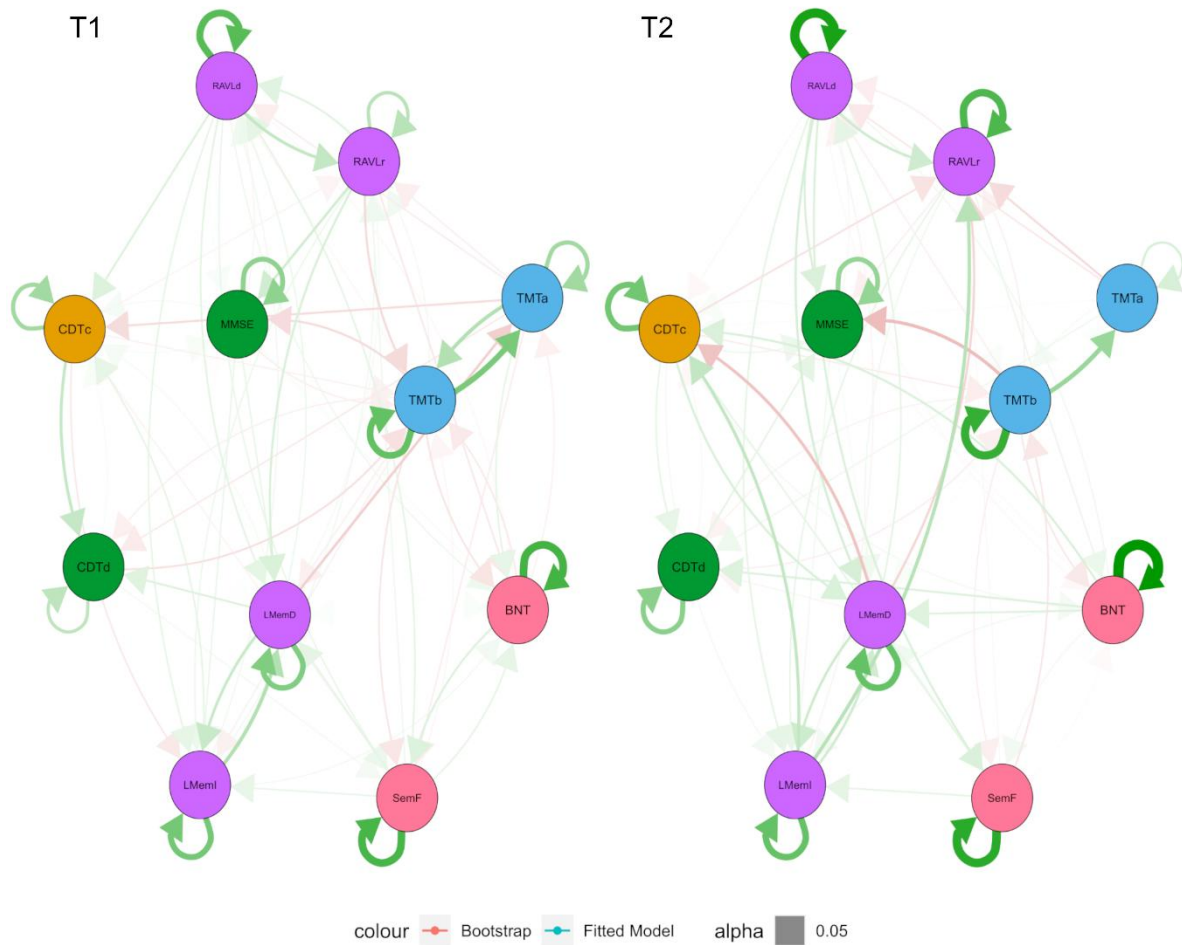 T1
T2
RAVLd
RAVLd
RAVLr
RAVLr
TMTa
TMTa
CDTc
MMSE
CDTc
MMSE
TMTb
TMTb
CDTd
CDTd
LMemD
BNT
LMemD
BNT
LMemI
SemF
LMemI
SemF
colour Bootstrap Fitted Model alpha 0.05